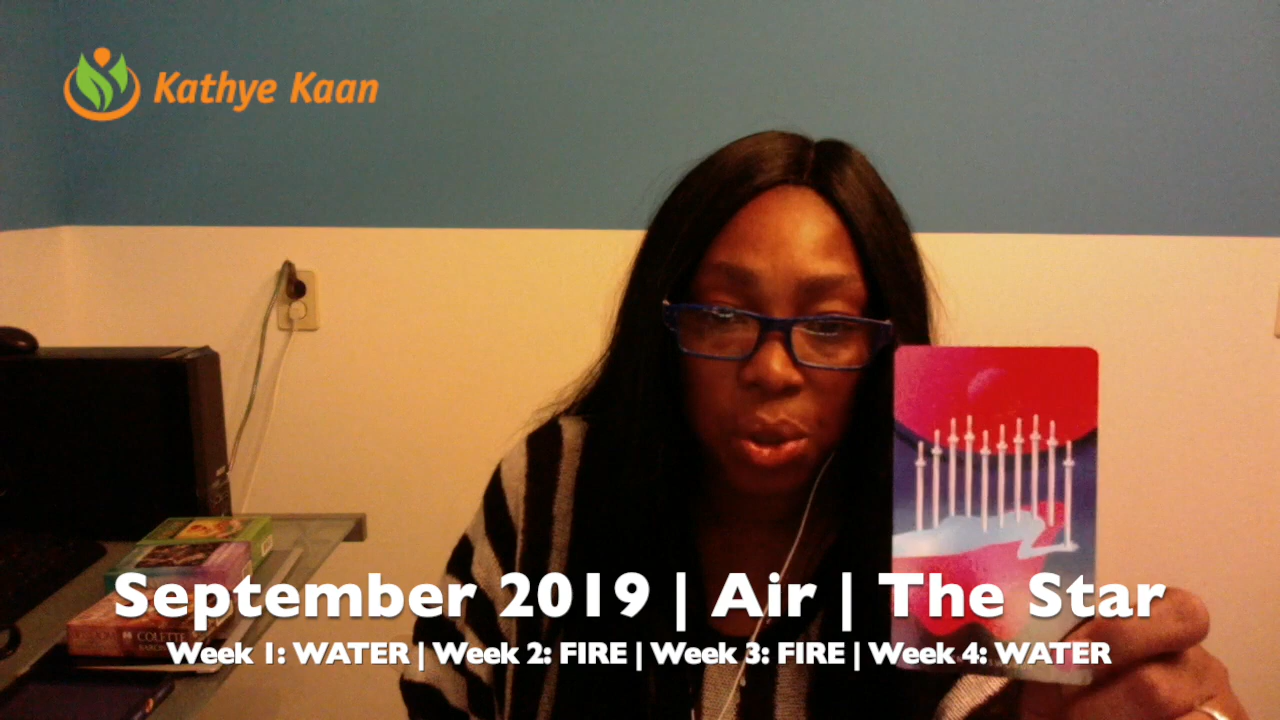 Kathye Kaan
September 2019 | Air | The Star
Week 1: WATER | Week 2: FIRE | Week 3: FIRE | Week 4: WATER
COLETTE